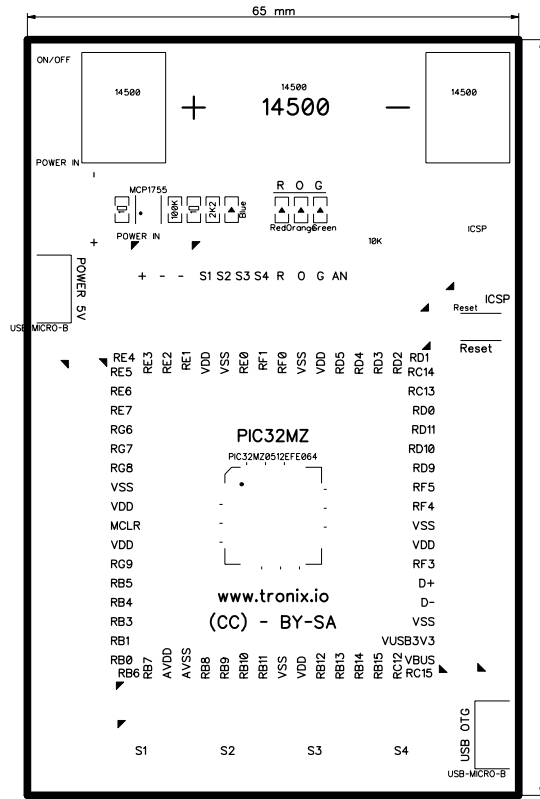 65 mm
ON/OFF
14500
14500
14500
+ 14500 -
POWER IN
-
R O G
MCP1755
100K
1U
1U
2K2
Blue
Red
Orange
Green
+
POWER IN
10K
ICSP
+ - - S1 S2 S3 S4 R O G AN
POWER 5V
USB-MICRO-B
ICSP
Reset
Reset
RE4 RE3 RE2 RE1 VDD VSS RE0 RF1 RF0 VSS VDD RD5 RD4 RD3 RD2 RD1
RE5 RC14
RE6 RC13
RE7 RD0
RG6 RD11
RG7 RD10
RG8 RD9
VSS RF5
VDD RF4
MCLR VSS
VDD VDD
RG9 RF3
RB5 D+
RB4 D-
RB3 VSS
RB1 VUSB3V3
RB0 VBUS
PIC32MZ
PIC32MZ0512EFE064
www.tronix.io
(CC) - BY-SA
RB6 RB7 AVDD AVSS RB8 RB9 RB10 RB11 VSS VDD RB12 RB13 RB14 RB15 RC12 RC15
USB OTG
S1 S2 S3 S4
USB-MICRO-B